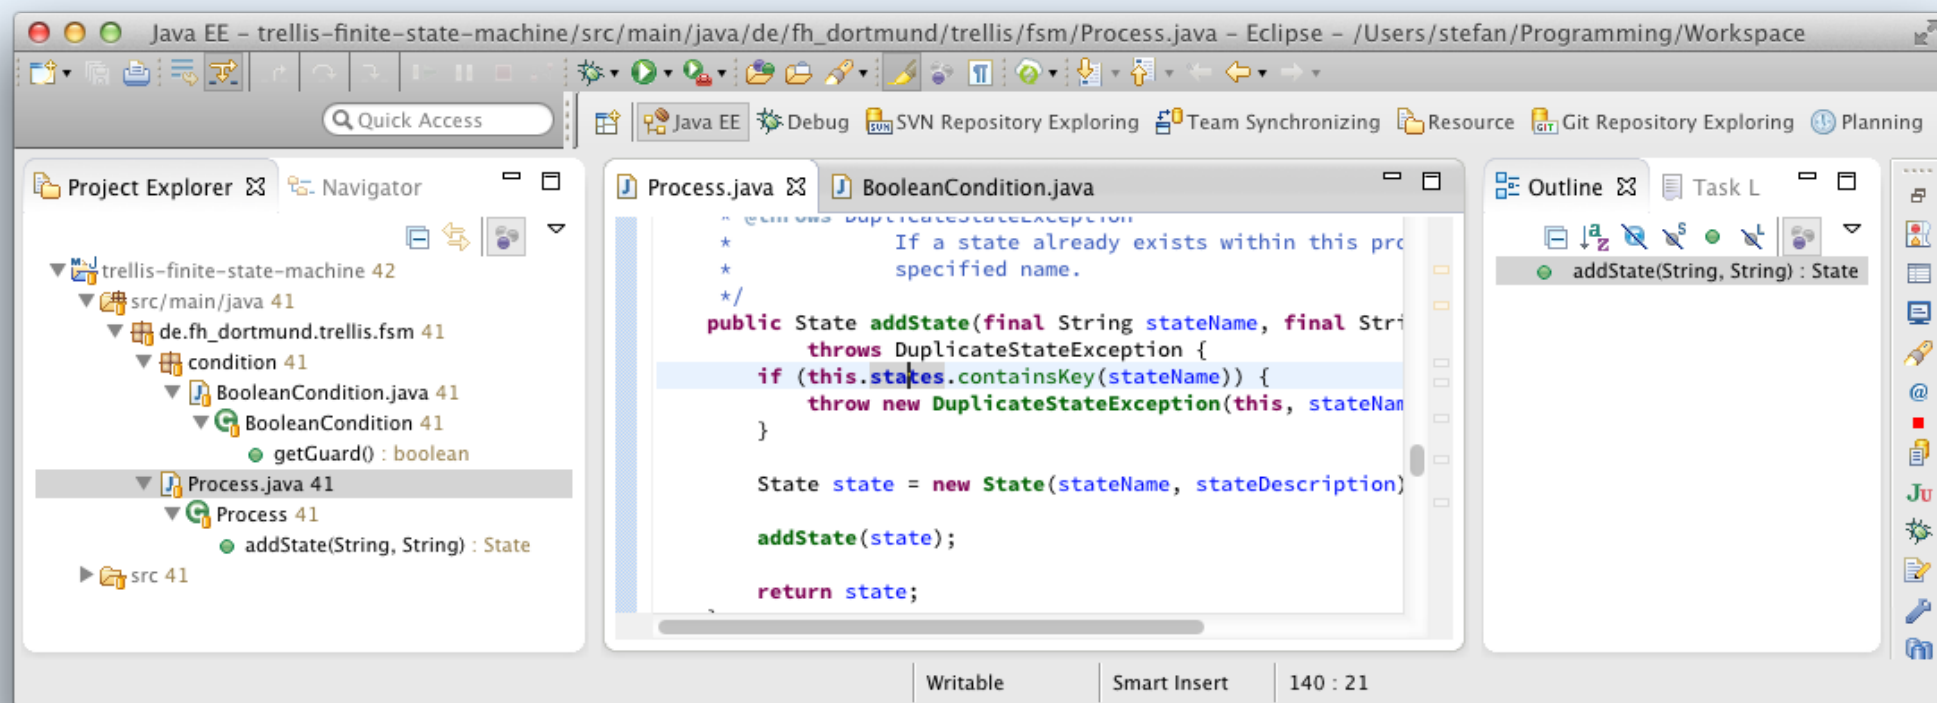 Java EE – trellis-finite-state-machine/src/main/java/de/fh_dortmund/trellis/fsm/Process.java – Eclipse – /Users/stefan/Programming/Workspace
Quick Access
Java EE Debug SVN Repository Exploring Team Synchronizing Resource Git Repository Exploring Planning
Project Explorer Navigator
trellis-finite-state-machine 42
src/main/java 41
de.fh_dortmund.trellis.fsm 41
condition 41
BooleanCondition.java 41
BooleanCondition 41
getGuard() : boolean
Process.java 41
Process 41
addState(String, String) : State
src 41
Process.java BooleanCondition.java
* @throws DuplicateStateException
* If a state already exists within this pro
* specified name.
*/
public State addState(final String stateName, final Stri
throws DuplicateStateException {
if (this.states.containsKey(stateName)) {
throw new DuplicateStateException(this, stateNam
}
State state = new State(stateName, stateDescription)
addState(state);
return state;
Outline Task L
addState(String, String) : State
Writable Smart Insert 140 : 21